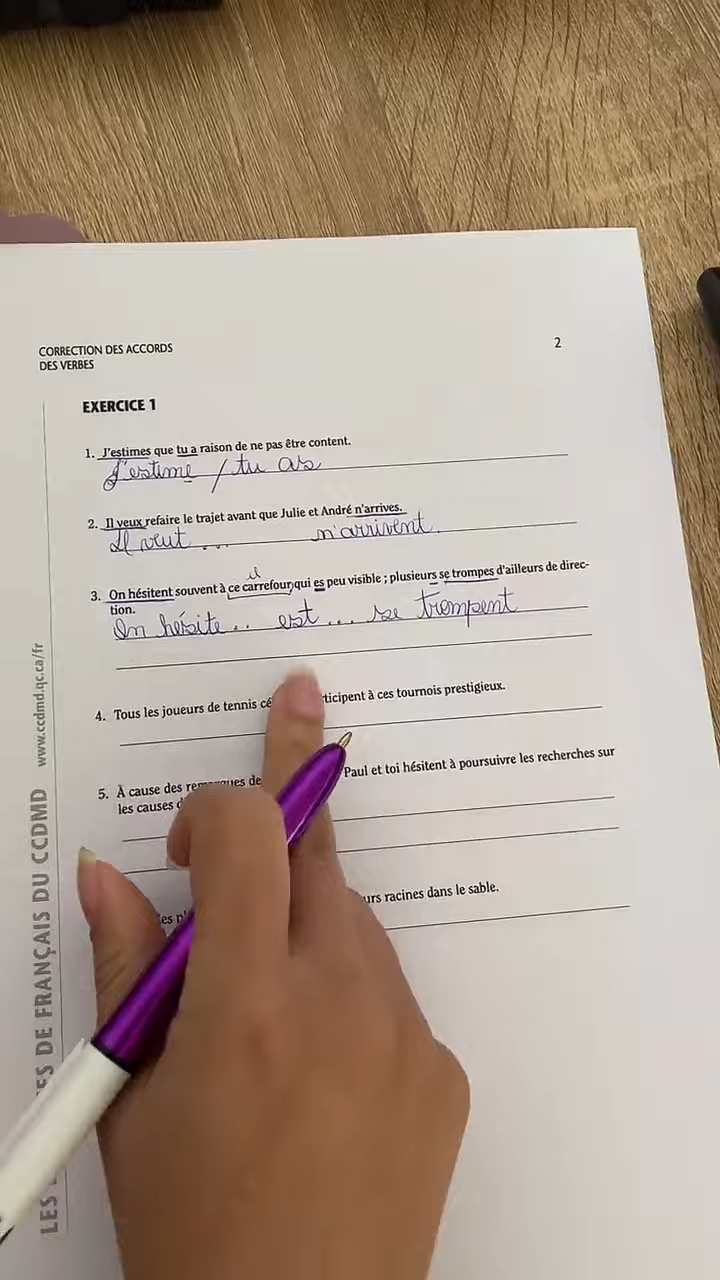 CORRECTION DES ACCORDS
DES VERBES
2
EXERCICE 1
1. J'estimes que tu a raison de ne pas être content.
J'estime / tu as
2. Il veux refaire le trajet avant que Julie et André n'arrives.
Il veut ... n'arrivent
il
3. On hésitent souvent à ce carrefour qui es peu visible ; plusieurs se trompes d'ailleurs de direc-
tion.
On hésite .. est ... se trompent
4. Tous les joueurs de tennis ticipent à ces tournois prestigieux.
5. À cause des Paul et toi hésitent à poursuivre les recherches sur
les causes
urs racines dans le sable.
DE FRANÇAIS DU CCDMD www.ccdmd.qc.ca/fr